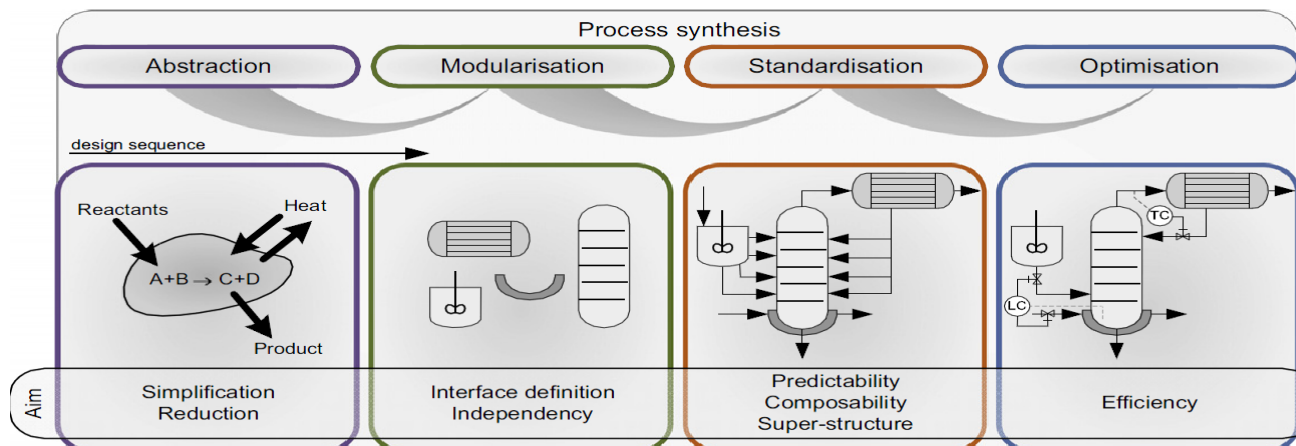 Process synthesis
Abstraction
Modularisation
Standardisation
Optimisation
design sequence
Reactants
Heat
A+B → C+D
Product
TC
LC
Aim
Simplification
Reduction
Interface definition
Independency
Predictability
Composability
Super-structure
Efficiency